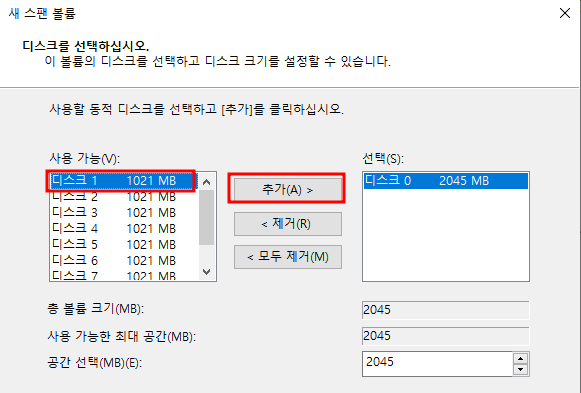 새 스팬 볼륨
디스크를 선택하십시오.
이 볼륨의 디스크를 선택하고 디스크 크기를 설정할 수 있습니다.
사용할 동적 디스크를 선택하고 [추가]를 클릭하십시오.
사용 가능(V):
디스크 1 1021 MB
디스크 2 1021 MB
디스크 3 1021 MB
디스크 4 1021 MB
디스크 5 1021 MB
디스크 6 1021 MB
디스크 7 1021 MB
추가(A) >
< 제거(R)
< 모두 제거(M)
선택(S):
디스크 0 2045 MB
총 볼륨 크기(MB): 2045
사용 가능한 최대 공간(MB): 2045
공간 선택(MB)(E): 2045